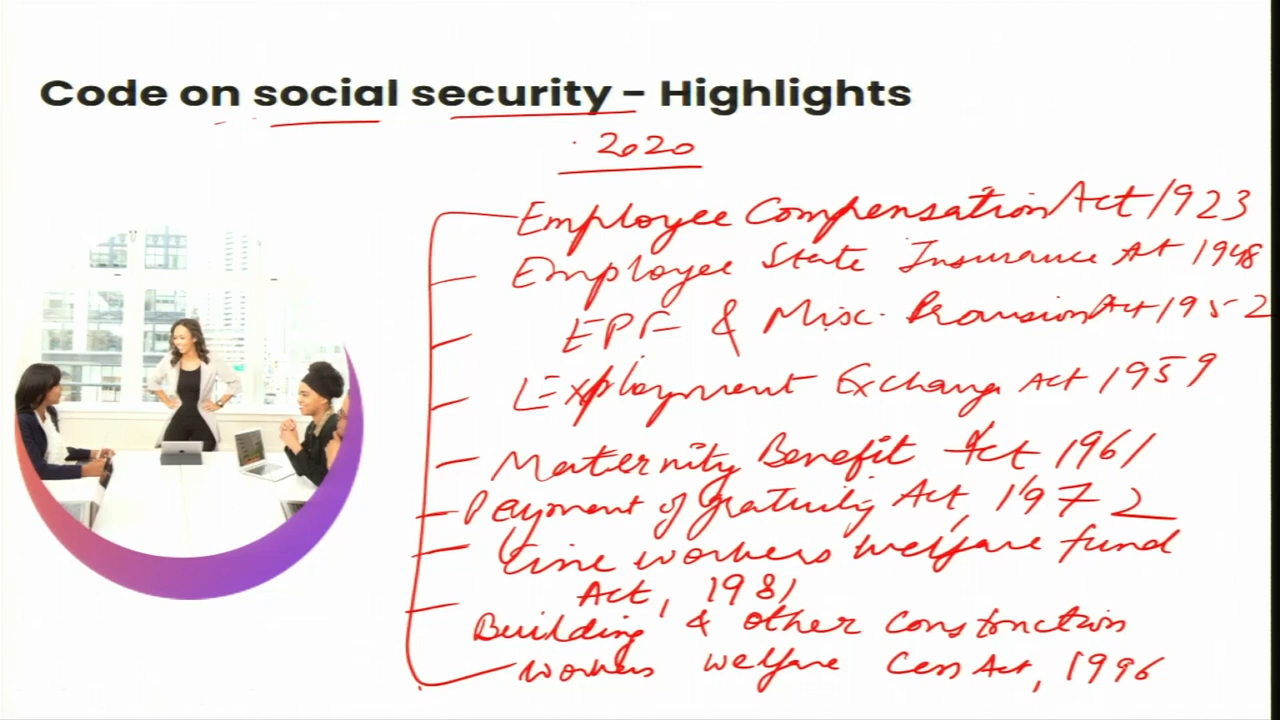 Code on social security - Highlights
2020
Employee Compensation Act 1923
Employee State Insurance Act 1948
EPF & Misc. Provision Act 1952
Employment Exchange Act 1959
Maternity Benefit Act 1961
Payment of gratuity Act, 1972
Cine workers welfare fund
Act, 1981
Building & other Construction
workers welfare Cess Act, 1996